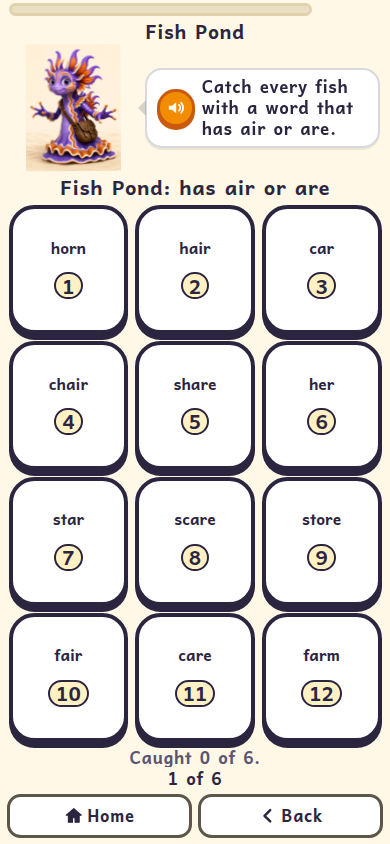 Fish Pond
Catch every fish
with a word that
has air or are.
Fish Pond: has air or are
horn hair car
1 2 3
chair share her
4 5 6
star scare store
7 8 9
fair care farm
10 11 12
Caught 0 of 6.
1 of 6
Home Back